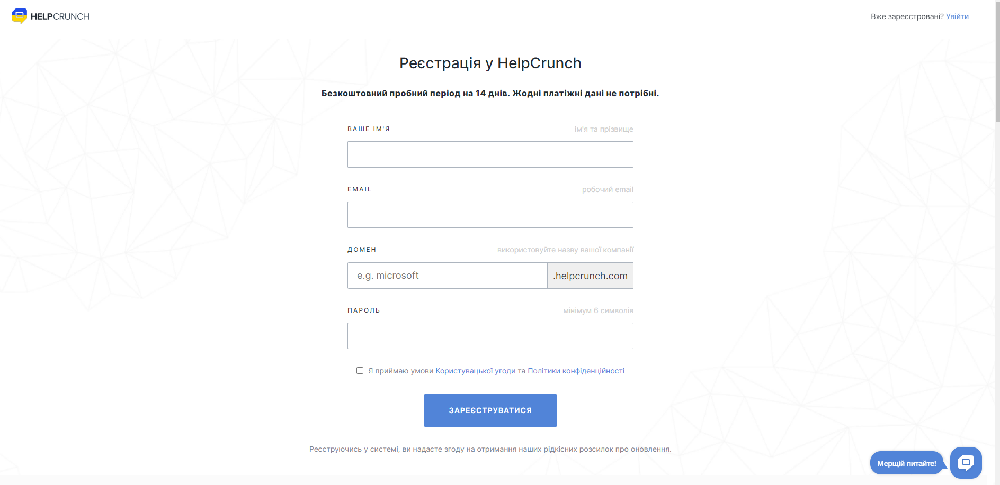 HELPCRUNCH
Вже зареєстровані? Увійти
Реєстрація у HelpCrunch
Безкоштовний пробний період на 14 днів. Жодні платіжні дані не потрібні.
ВАШЕ ІМ'Я ім'я та прізвище
EMAIL робочий email
ДОМЕН використовуйте назву вашої компанії
e.g. microsoft .helpcrunch.com
ПАРОЛЬ мінімум 6 символів
Я приймаю умови Користувацької угоди та Політики конфіденційності
ЗАРЕЄСТРУВАТИСЯ
Реєструючись у системі, ви надаєте згоду на отримання наших рідкісних розсилок про оновлення.
Мерщій питайте!